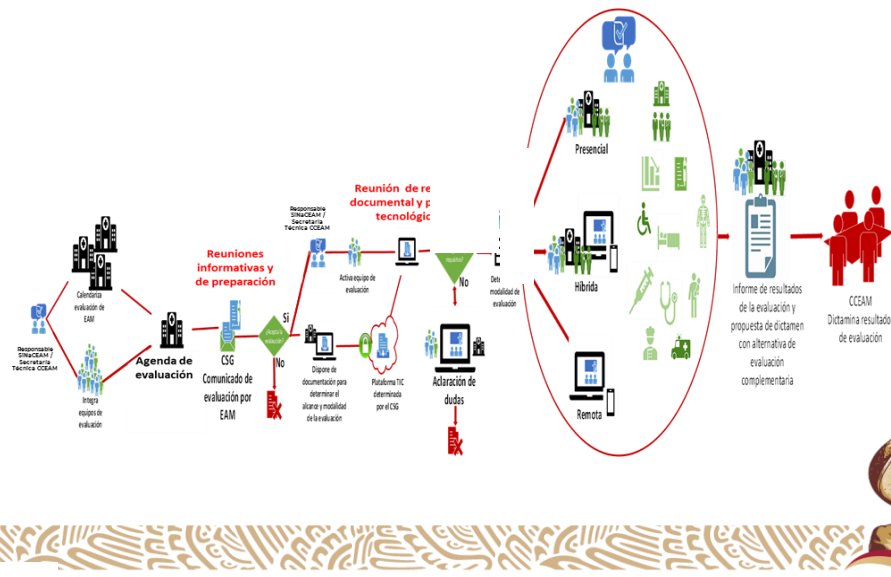 Responsable
SINaCEAM /
Secretaría
Técnica CCEAM
Calendariza
evaluación de
EAM
Integra
equipos de
evaluación
Agenda de
evaluación
Reuniones
informativas y
de preparación
CSG
Comunicado de
evaluación por
EAM
Si
No
Responsable
SINaCEAM /
Secretaría
Técnica CCEAM
Activa equipo de
evaluación
Dispone de
documentación para
determinar el
alcance y modalidad
de la evaluación
Plataforma TIC
determinada
por el CSG
Reunión de re
documental y p
tecnológic
No
Aclaración de
dudas
Dete
modalidad de
evaluación
Presencial
Híbrida
Remota
Informe de resultados
de la evaluación y
propuesta de dictamen
con alternativa de
evaluación
complementaria
CCEAM
Dictamina resultado
de evaluación